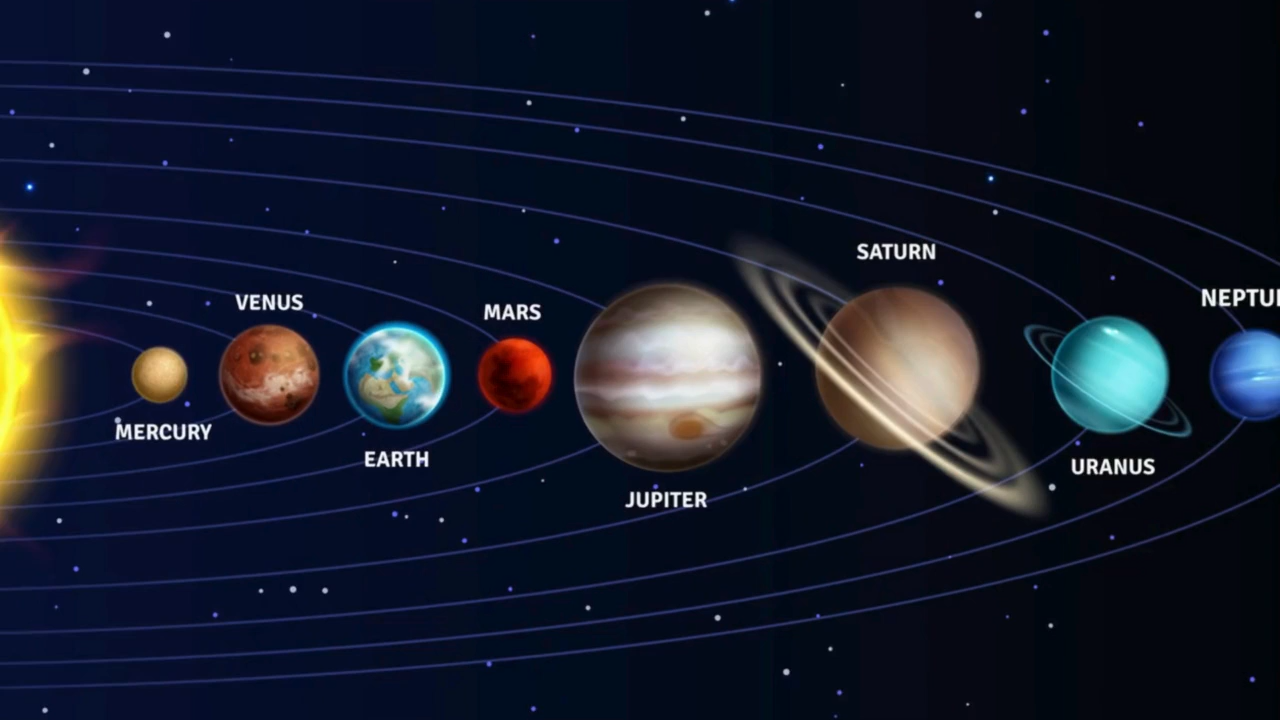 MERCURY
VENUS
EARTH
MARS
JUPITER
SATURN
URANUS
NEPTU